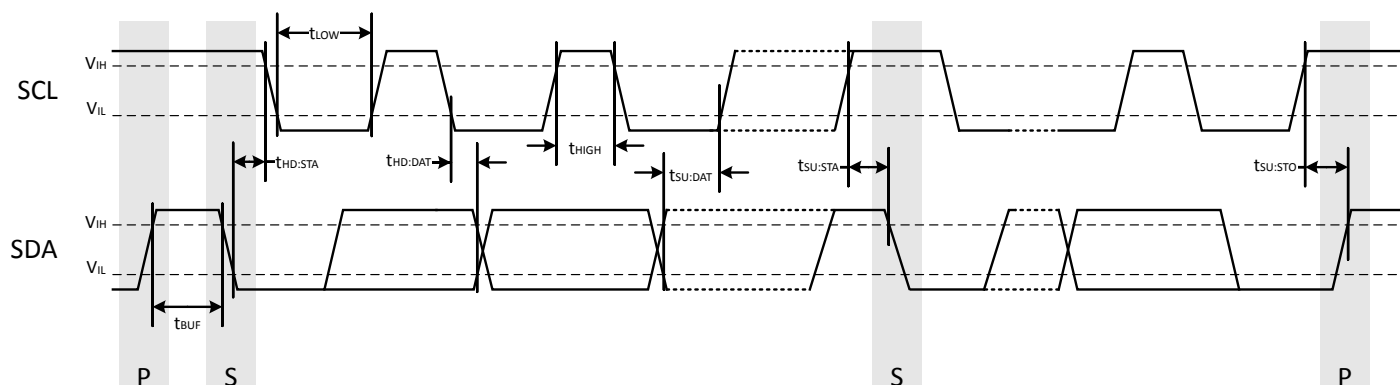 tLOW
VIH
SCL
VIL
tHD:STA
tHD:DAT
tHIGH
tSU:DAT
tSU:STA
tSU:STO
VIH
SDA
VIL
tBUF
P S S P